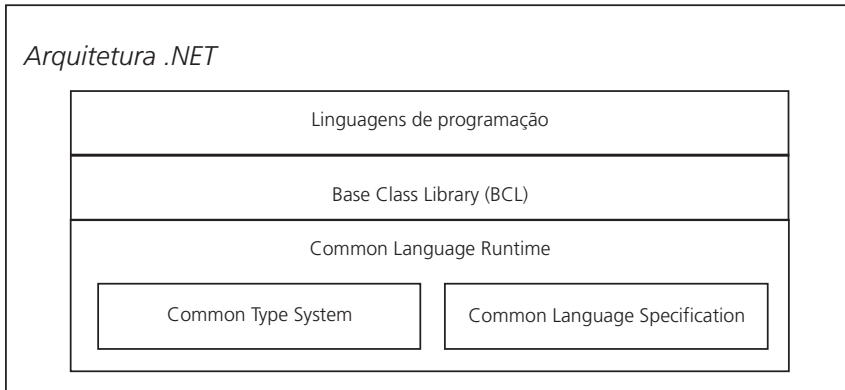 Arquitetura .NET
Linguagens de programação
Base Class Library (BCL)
Common Language Runtime
Common Type System
Common Language Specification